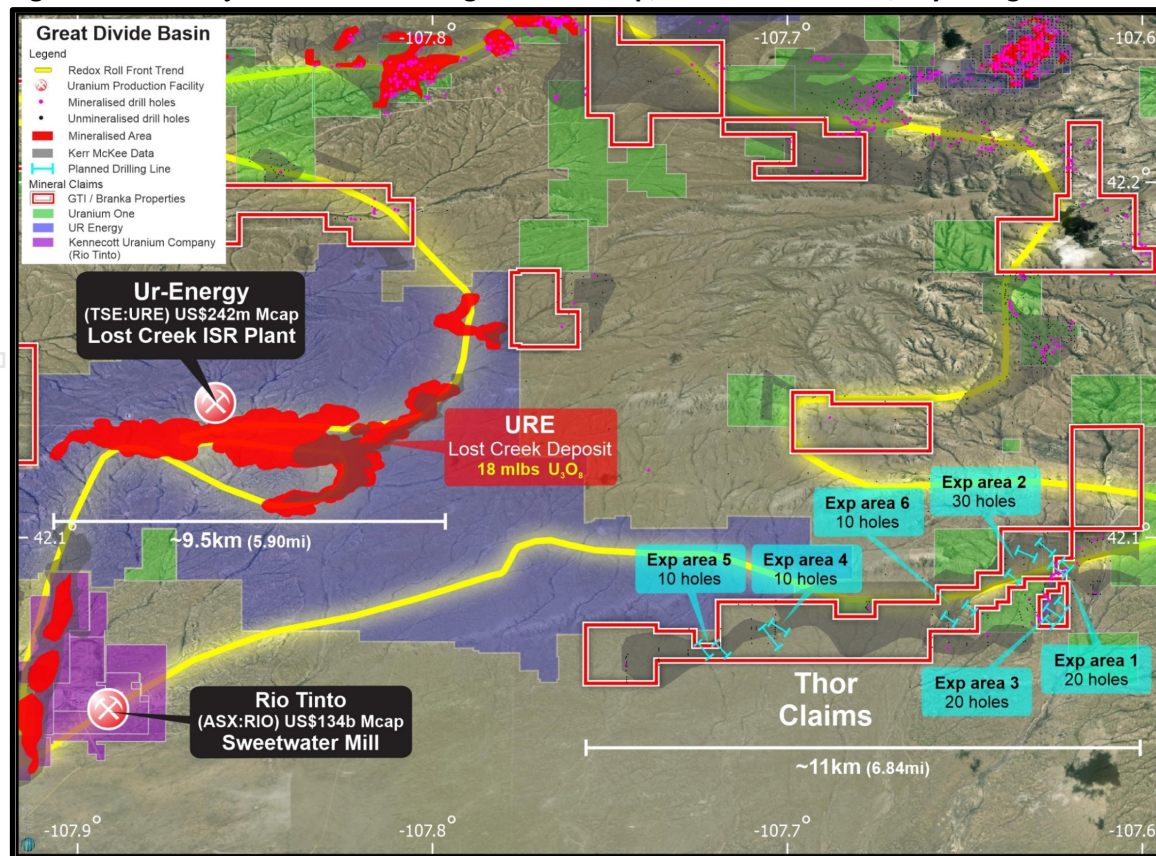 Great Divide Basin
Legend
Redox Roll Front Trend
Uranium Production Facility
Mineralised drill holes
Unmineralised drill holes
Mineralised Area
Kerr McKee Data
Planned Drilling Line
Mineral Claims
GTI / Branka Properties
Uranium One
UR Energy
Kennecott Uranium Company
(Rio Tinto)
-107.8°
-107.7°
-107.6
42.2°
Ur-Energy
(TSE:URE) US$242m Mcap
Lost Creek ISR Plant
URE
Lost Creek Deposit
18 mlbs U₃O₈
~9.5km (5.90mi)
42.1°
42.1°
Exp area 2
30 holes
Exp area 6
10 holes
Exp area 5
10 holes
Exp area 4
10 holes
Exp area 1
20 holes
Exp area 3
20 holes
Thor
Claims
Rio Tinto
(ASX:RIO) US$134b Mcap
Sweetwater Mill
~11km (6.84mi)
-107.9°
-107.8°
-107.7°
-107.6